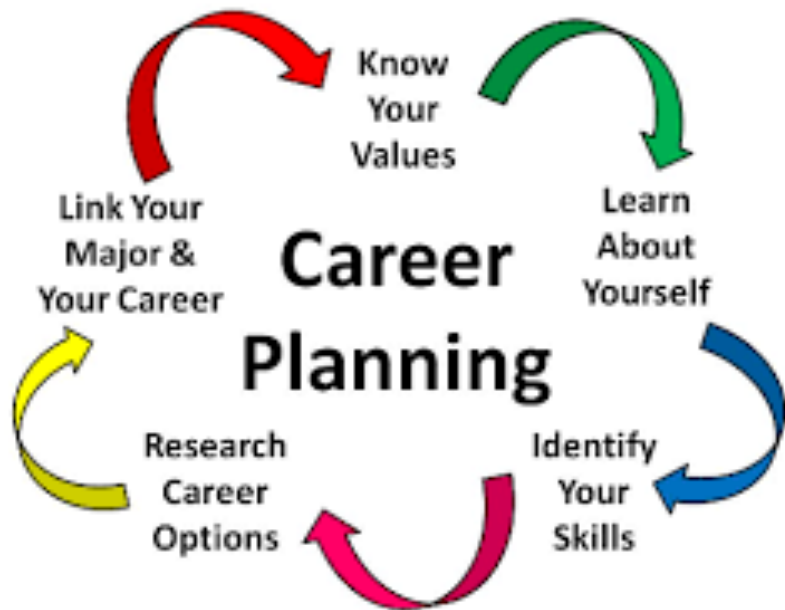 Know
Your
Values
Learn
About
Yourself
Identify
Your
Skills
Research
Career
Options
Link Your
Major &
Your Career
Career
Planning